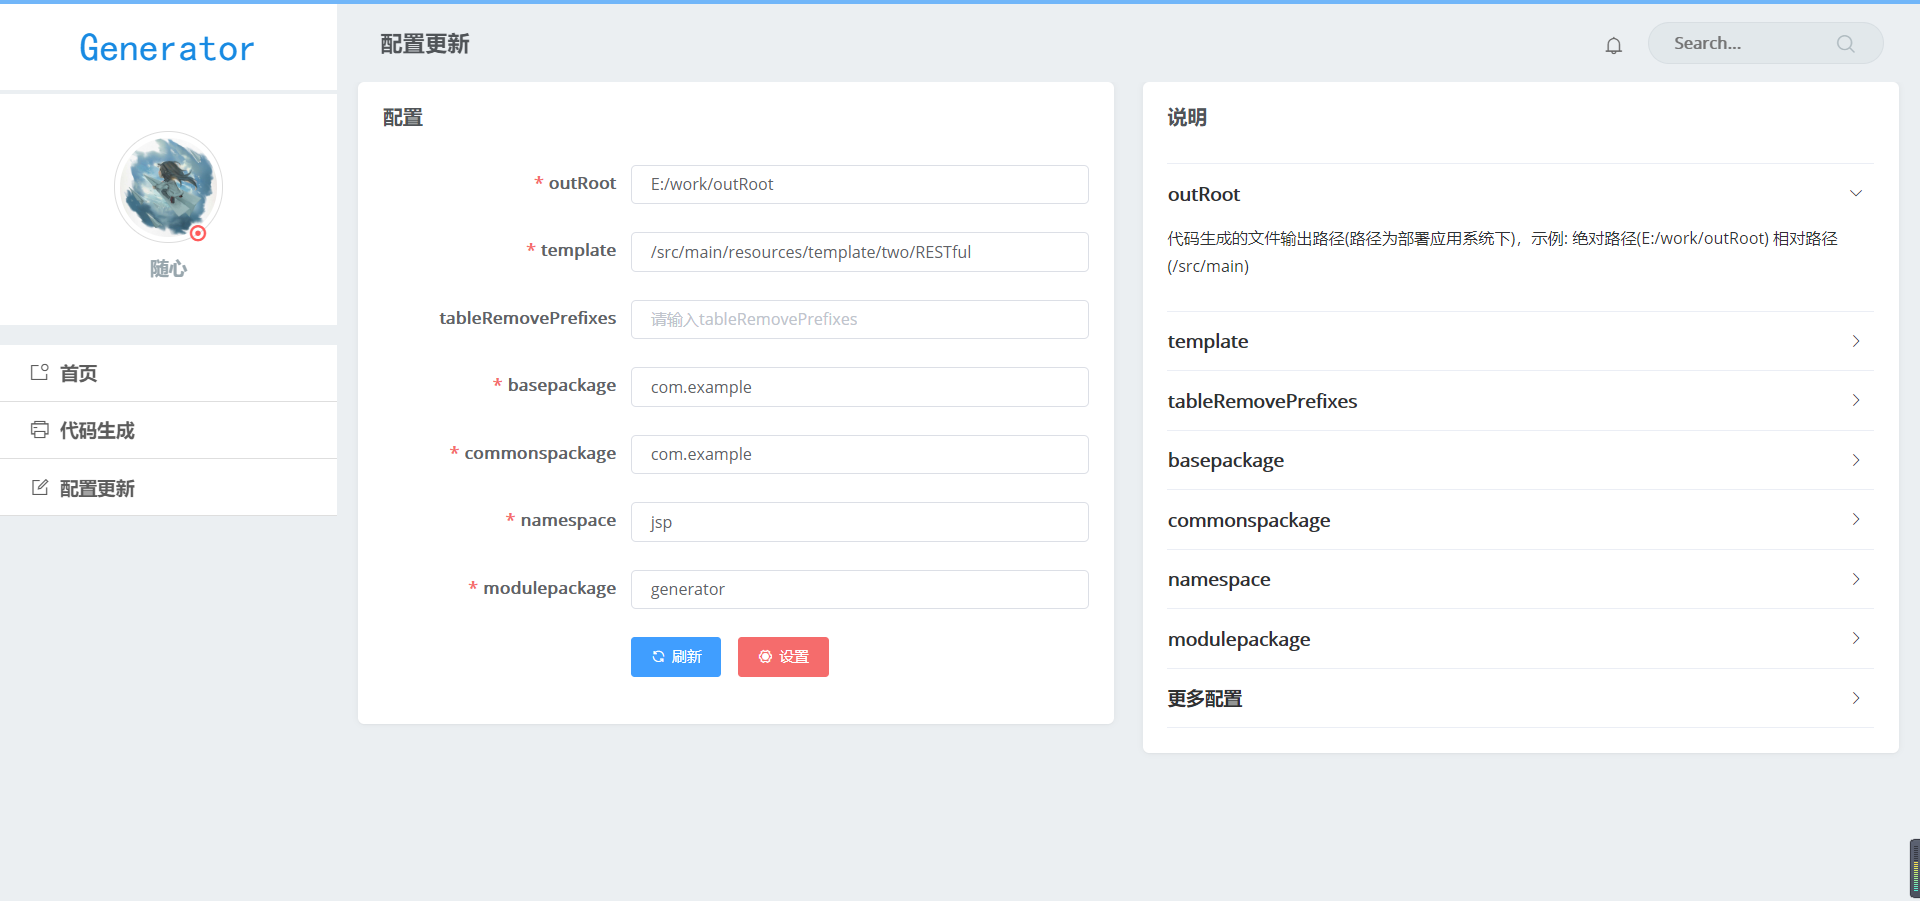 Generator
随心
首页
代码生成
配置更新
配置更新
Search...
配置
* outRoot
E:/work/outRoot
* template
/src/main/resources/template/two/RESTful
tableRemovePrefixes
请输入tableRemovePrefixes
* basepackage
com.example
* commonspackage
com.example
* namespace
jsp
* modulepackage
generator
刷新
设置
说明
outRoot
代码生成的文件输出路径(路径为部署应用系统下)，示例: 绝对路径(E:/work/outRoot) 相对路径
(/src/main)
template
tableRemovePrefixes
basepackage
commonspackage
namespace
modulepackage
更多配置